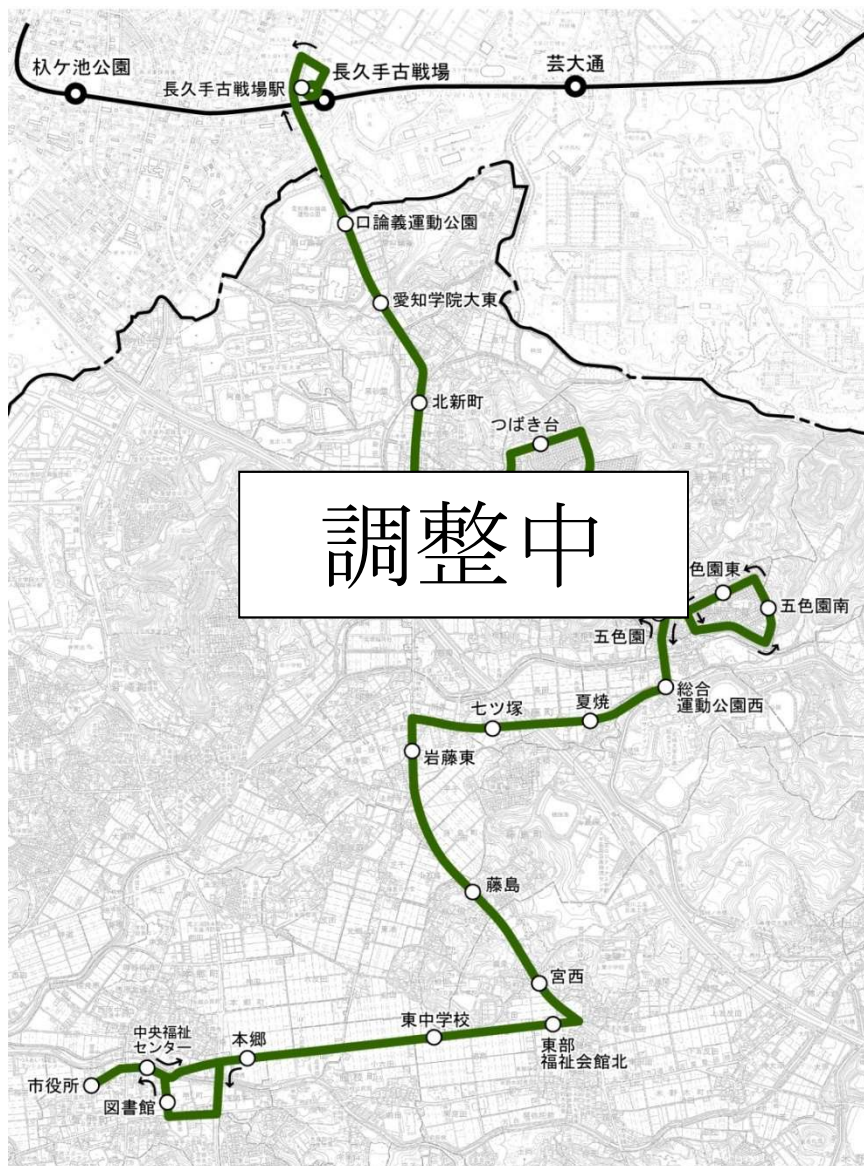 杁ケ池公園
長久手古戦場駅
長久手古戦場
芸大通
口論義運動公園
愛知学院大東
北新町
つばき台
調整中
色園東
五色園南
五色園
総合
運動公園西
七ツ塚
夏焼
岩藤東
藤島
宮西
東部
福祉会館北
東中学校
本郷
中央福祉
センター
市役所
図書館